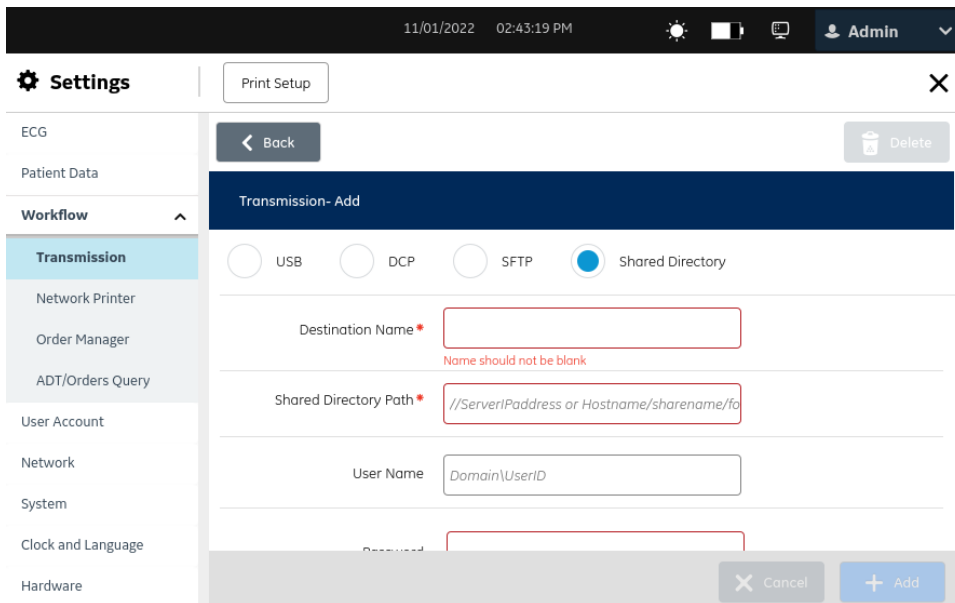 11/01/2022 02:43:19 PM Admin
Settings
Print Setup
ECG
Patient Data
Workflow
Transmission
Network Printer
Order Manager
ADT/Orders Query
User Account
Network
System
Clock and Language
Hardware
Back
Delete
Transmission- Add
USB DCP SFTP Shared Directory
Destination Name*
Name should not be blank
Shared Directory Path* //ServerIPaddress or Hostname/sharename/fo
User Name Domain\UserID
Password
Cancel
Add